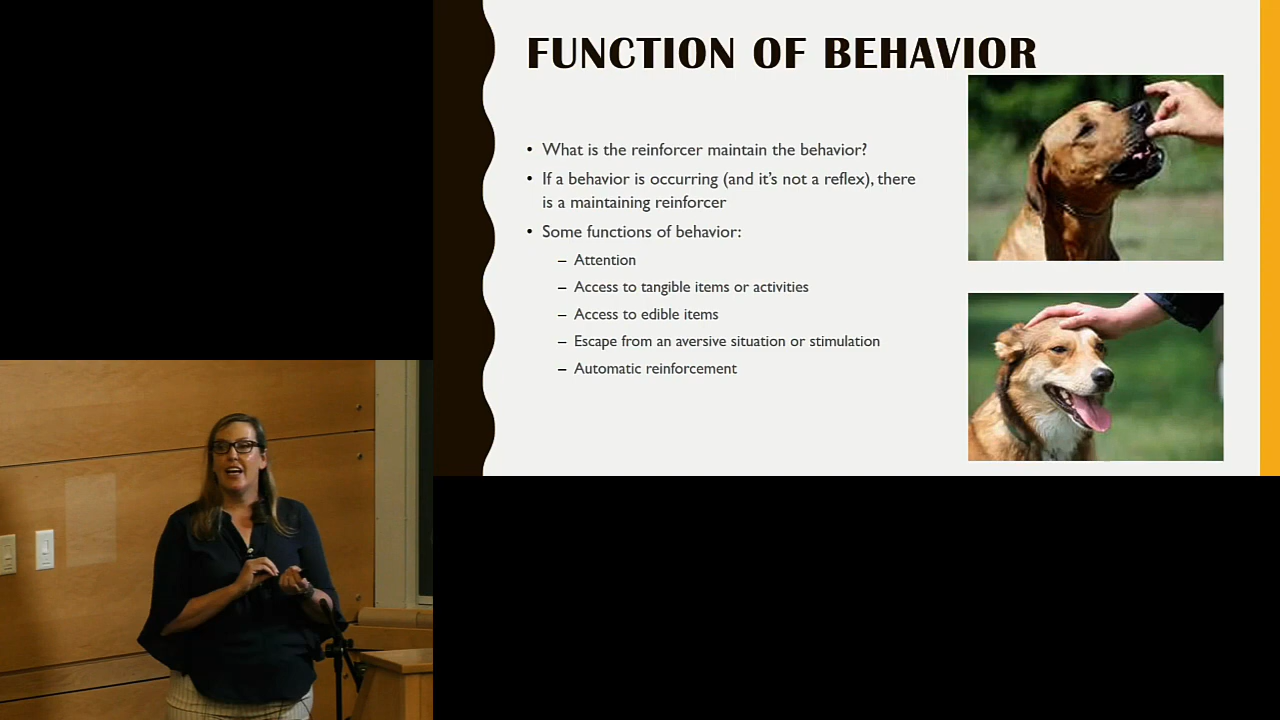 FUNCTION OF BEHAVIOR
• What is the reinforcer maintain the behavior?
• If a behavior is occurring (and it's not a reflex), there
is a maintaining reinforcer
• Some functions of behavior:
– Attention
– Access to tangible items or activities
– Access to edible items
– Escape from an aversive situation or stimulation
– Automatic reinforcement